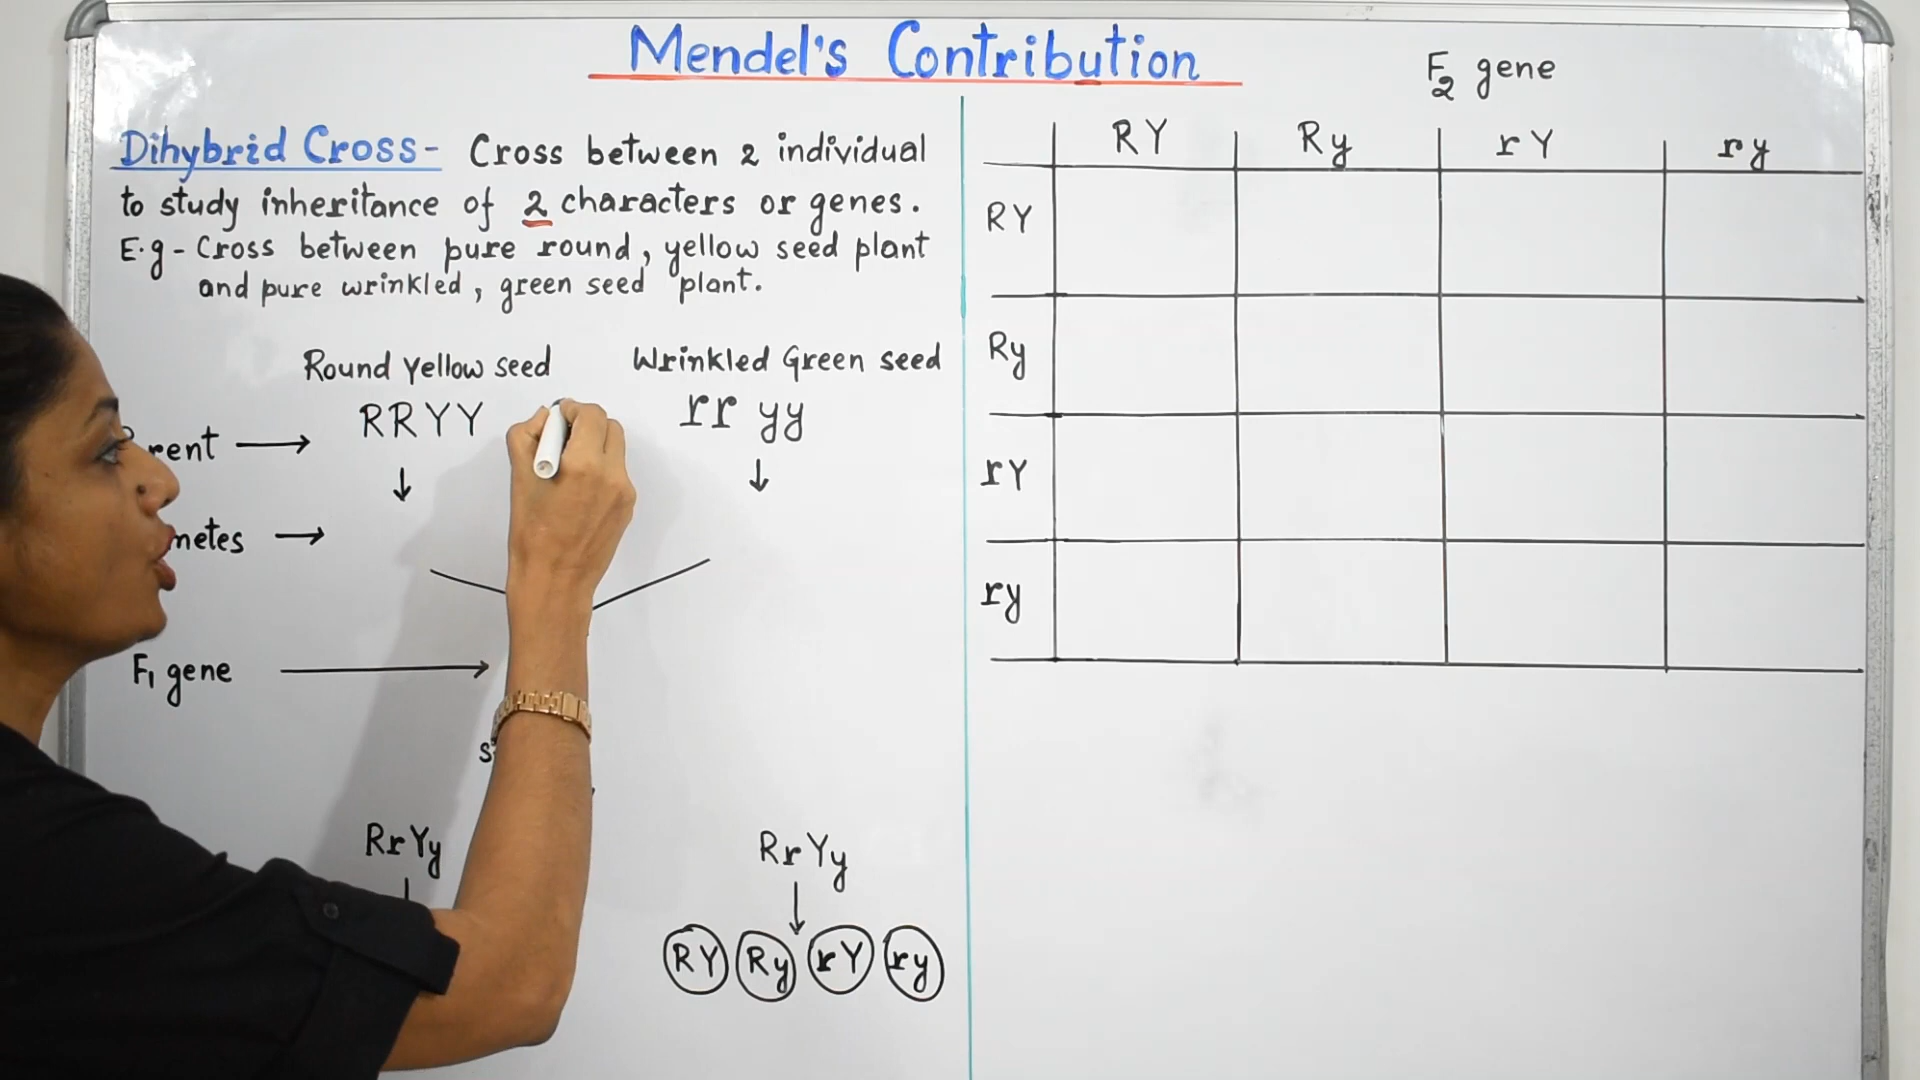 Mendel's Contribution
Dihybrid Cross- Cross between 2 individual
to study inheritance of 2 characters or genes.
E.g - Cross between pure round, yellow seed plant
and pure wrinkled, green seed plant.
Round Yellow seed
Wrinkled Green seed
RRYY
rr yy
F1 gene
RrYy
RrYy
RY Ry rY ry
F2 gene
RY Ry rY ry
RY
Ry
rY
ry